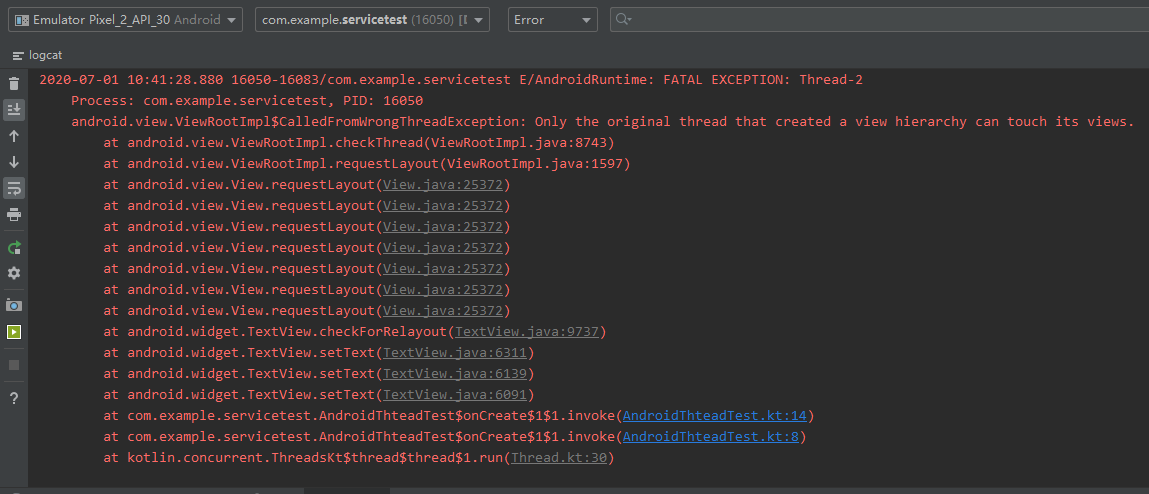 Emulator Pixel_2_API_30 Android com.example.servicetest (16050) [D Error
logcat
2020-07-01 10:41:28.880 16050-16083/com.example.servicetest E/AndroidRuntime: FATAL EXCEPTION: Thread-2
Process: com.example.servicetest, PID: 16050
android.view.ViewRootImpl$CalledFromWrongThreadException: Only the original thread that created a view hierarchy can touch its views.
at android.view.ViewRootImpl.checkThread(ViewRootImpl.java:8743)
at android.view.ViewRootImpl.requestLayout(ViewRootImpl.java:1597)
at android.view.View.requestLayout(View.java:25372)
at android.view.View.requestLayout(View.java:25372)
at android.view.View.requestLayout(View.java:25372)
at android.view.View.requestLayout(View.java:25372)
at android.view.View.requestLayout(View.java:25372)
at android.view.View.requestLayout(View.java:25372)
at android.view.View.requestLayout(View.java:25372)
at android.widget.TextView.checkForRelayout(TextView.java:9737)
at android.widget.TextView.setText(TextView.java:6311)
at android.widget.TextView.setText(TextView.java:6139)
at android.widget.TextView.setText(TextView.java:6091)
at com.example.servicetest.AndroidThteadTest$onCreate$1$1.invoke(AndroidThteadTest.kt:14)
at com.example.servicetest.AndroidThteadTest$onCreate$1$1.invoke(AndroidThteadTest.kt:8)
at kotlin.concurrent.ThreadsKt$thread$thread$1.run(Thread.kt:30)